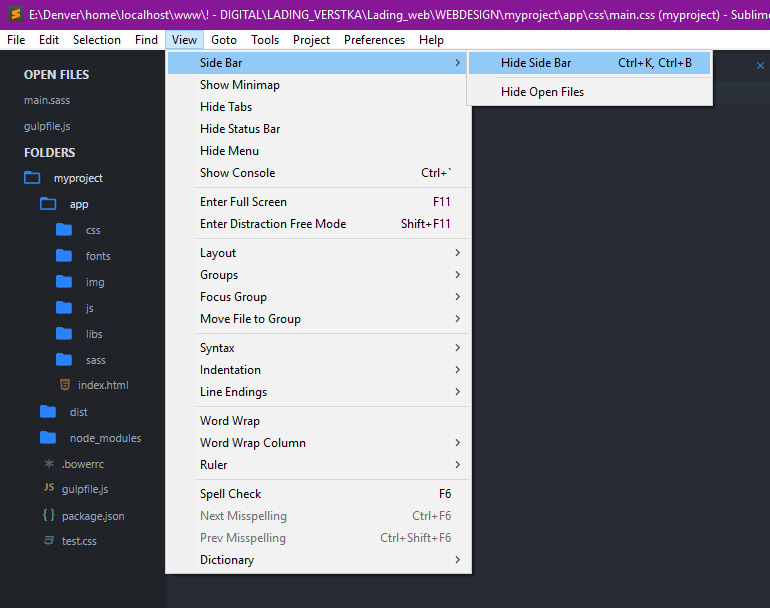 E:\Denver\home\localhost\www\! - DIGITAL\LADING_VERSTKA\Lading_web\WEBDESIGN\myproject\app\css\main.css (myproject) - Sublime
File Edit Selection Find View Goto Tools Project Preferences Help
OPEN FILES
main.sass
gulpfile.js
FOLDERS
myproject
app
css
fonts
img
js
libs
sass
index.html
dist
node_modules
.bowerrc
JS gulpfile.js
{ } package.json
test.css
Side Bar
Show Minimap
Hide Tabs
Hide Status Bar
Hide Menu
Show Console Ctrl+`
Enter Full Screen F11
Enter Distraction Free Mode Shift+F11
Layout
Groups
Focus Group
Move File to Group
Syntax
Indentation
Line Endings
Word Wrap
Word Wrap Column
Ruler
Spell Check F6
Next Misspelling Ctrl+F6
Prev Misspelling Ctrl+Shift+F6
Dictionary
Hide Side Bar Ctrl+K, Ctrl+B
Hide Open Files